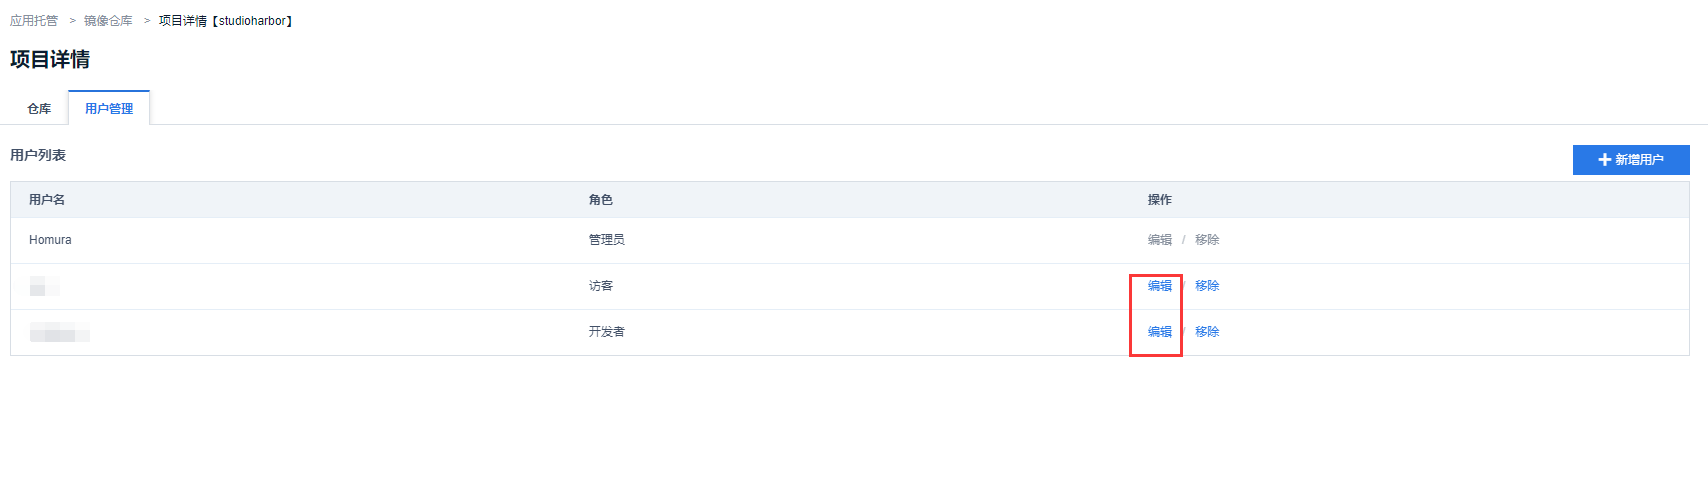 应用托管 > 镜像仓库 > 项目详情【studioharbor】
项目详情
仓库 用户管理
用户列表
新增用户
用户名 角色 操作
Homura 管理员 编辑 / 移除
访客 编辑 / 移除
开发者 编辑 / 移除